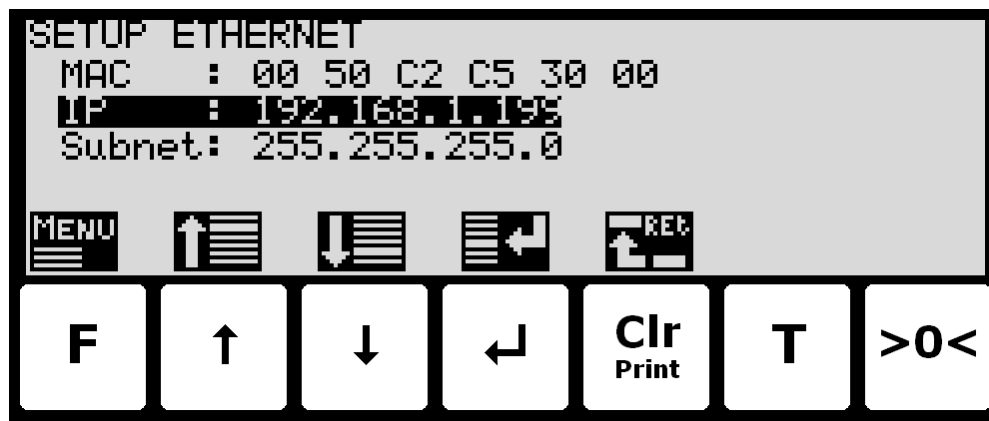 SETUP ETHERNET
MAC : 00 50 C2 C5 30 00
IP : 192.168.1.199
Subnet: 255.255.255.0
MENU RET
F ↑ ↓ ↵ Clr T >0<
Print